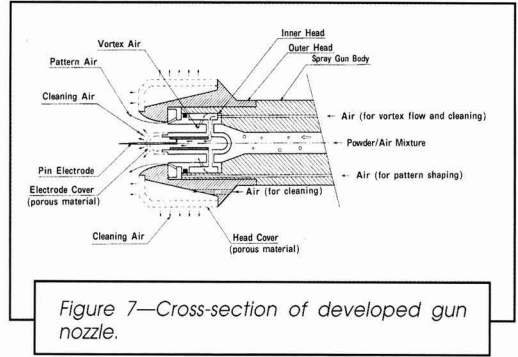 Vortex Air
Inner Head
Outer Head
Spray Gun Body
Pattern Air
Cleaning Air
Air (for vortex flow and cleaning)
Powder/Air Mixture
Pin Electrode
Electrode Cover
(porous material)
Air (for pattern shaping)
Air (for cleaning)
Cleaning Air
Head Cover
(porous material)
Figure 7—Cross-section of developed gun
nozzle.